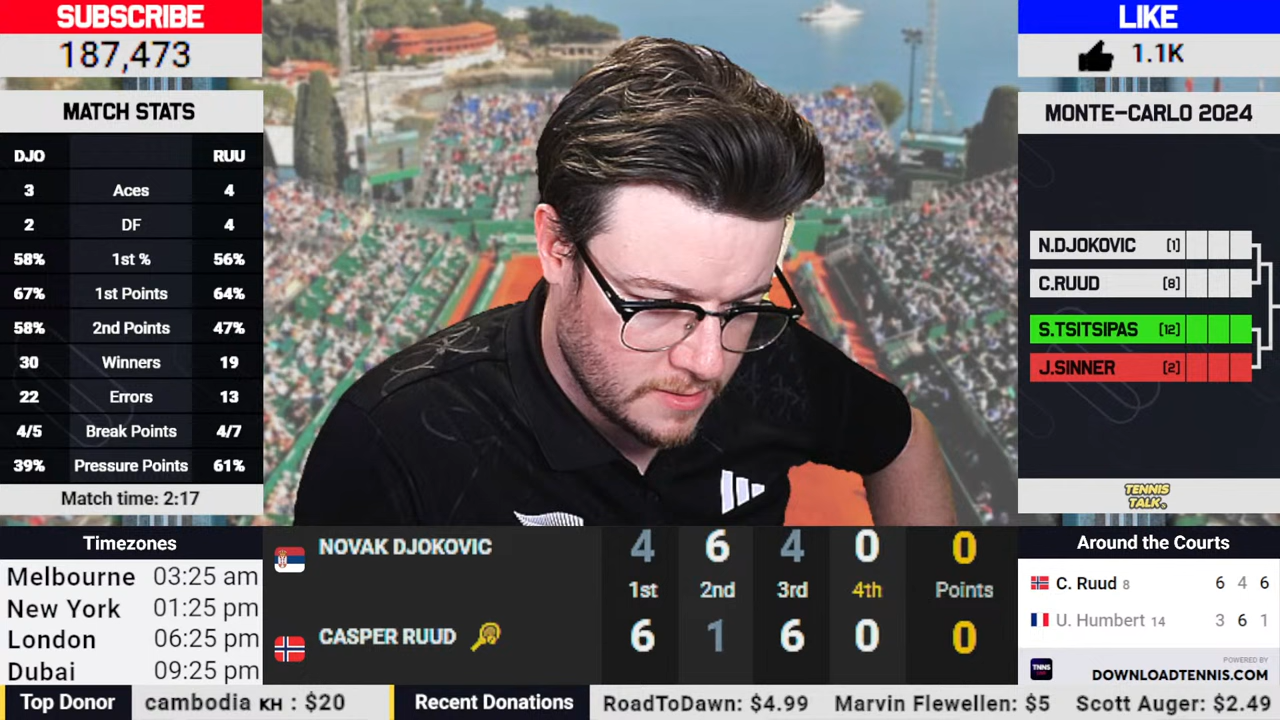 SUBSCRIBE
187,473
MATCH STATS
DJO RUU
3 Aces 4
2 DF 4
58% 1st % 56%
67% 1st Points 64%
58% 2nd Points 47%
30 Winners 19
22 Errors 13
4/5 Break Points 4/7
39% Pressure Points 61%
Match time: 2:17
Timezones
Melbourne 03:25 am
New York 01:25 pm
London 06:25 pm
Dubai 09:25 pm
LIKE
1.1K
MONTE-CARLO 2024
N.DJOKOVIC [1]
C.RUUD [8]
S.TSITSIPAS [12]
J.SINNER [2]
TENNIS
TALK.
NOVAK DJOKOVIC 4 6 4 0 0
1st 2nd 3rd 4th Points
CASPER RUUD 6 1 6 0 0
Around the Courts
C. Ruud 8 6 4 6
U. Humbert 14 3 6 1
POWERED BY
TNNS DOWNLOADTENNIS.COM
Top Donor cambodia KH : $20 Recent Donations RoadToDawn: $4.99 Marvin Flewellen: $5 Scott Auger: $2.49